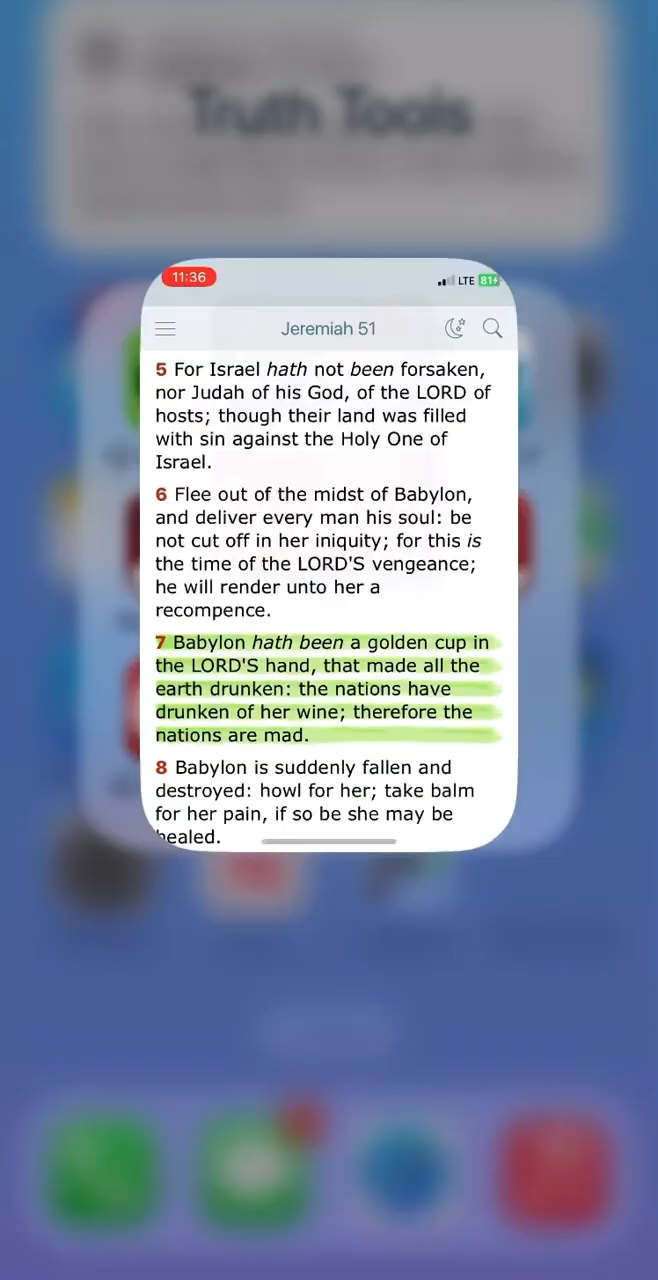 Truth Tools
11:36
LTE 81
Jeremiah 51
5 For Israel hath not been forsaken,
nor Judah of his God, of the LORD of
hosts; though their land was filled
with sin against the Holy One of
Israel.
6 Flee out of the midst of Babylon,
and deliver every man his soul: be
not cut off in her iniquity; for this is
the time of the LORD'S vengeance;
he will render unto her a
recompence.
7 Babylon hath been a golden cup in
the LORD'S hand, that made all the
earth drunken: the nations have
drunken of her wine; therefore the
nations are mad.
8 Babylon is suddenly fallen and
destroyed: howl for her; take balm
for her pain, if so be she may be
healed.